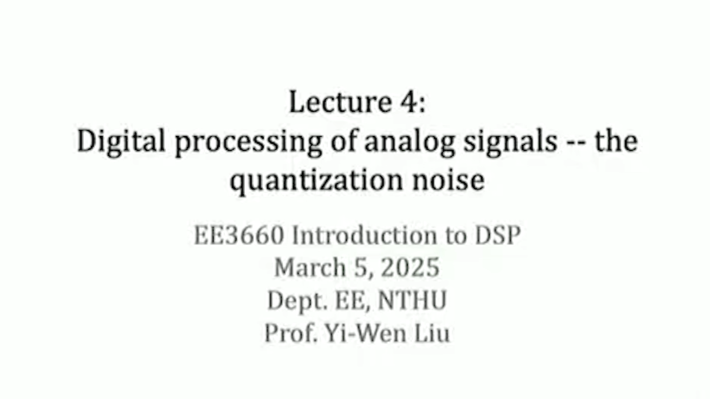 Lecture 4:
Digital processing of analog signals -- the
quantization noise
EE3660 Introduction to DSP
March 5, 2025
Dept. EE, NTHU
Prof. Yi-Wen Liu